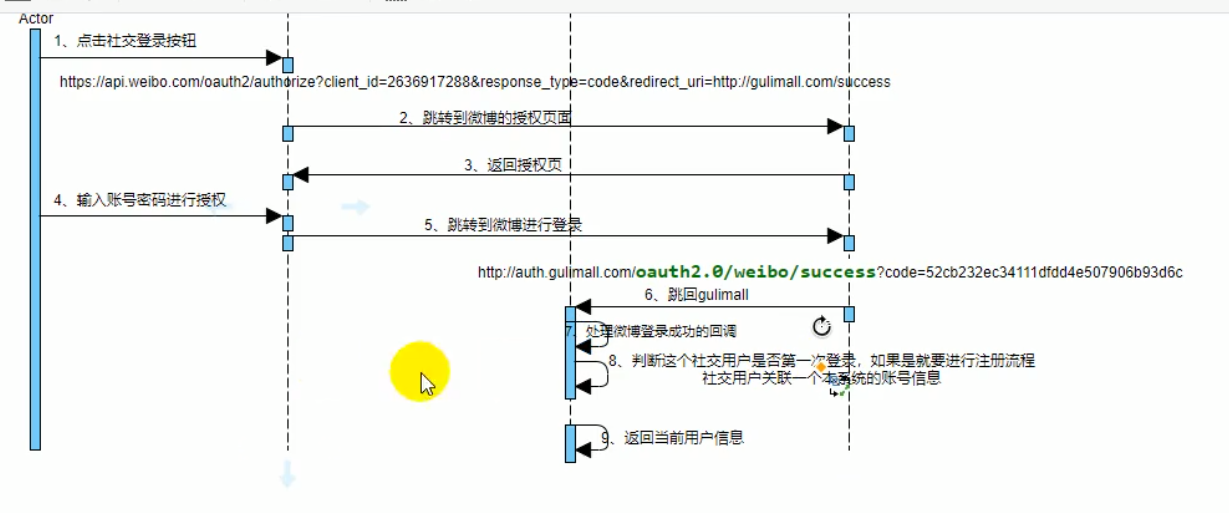 Actor
1、点击社交登录按钮
https://api.weibo.com/oauth2/authorize?client_id=2636917288&response_type=code&redirect_uri=http://gulimall.com/success
2、跳转到微博的授权页面
3、返回授权页
4、输入账号密码进行授权
5、跳转到微博进行登录
http://auth.gulimall.com/oauth2.0/weibo/success?code=52cb232ec34111dfdd4e507906b93d6c
6、跳回gulimall
7、处理微博登录成功的回调
8、判断这个社交用户是否第一次登录，如果是就要进行注册流程
社交用户关联一个本系统的账号信息
9、返回当前用户信息